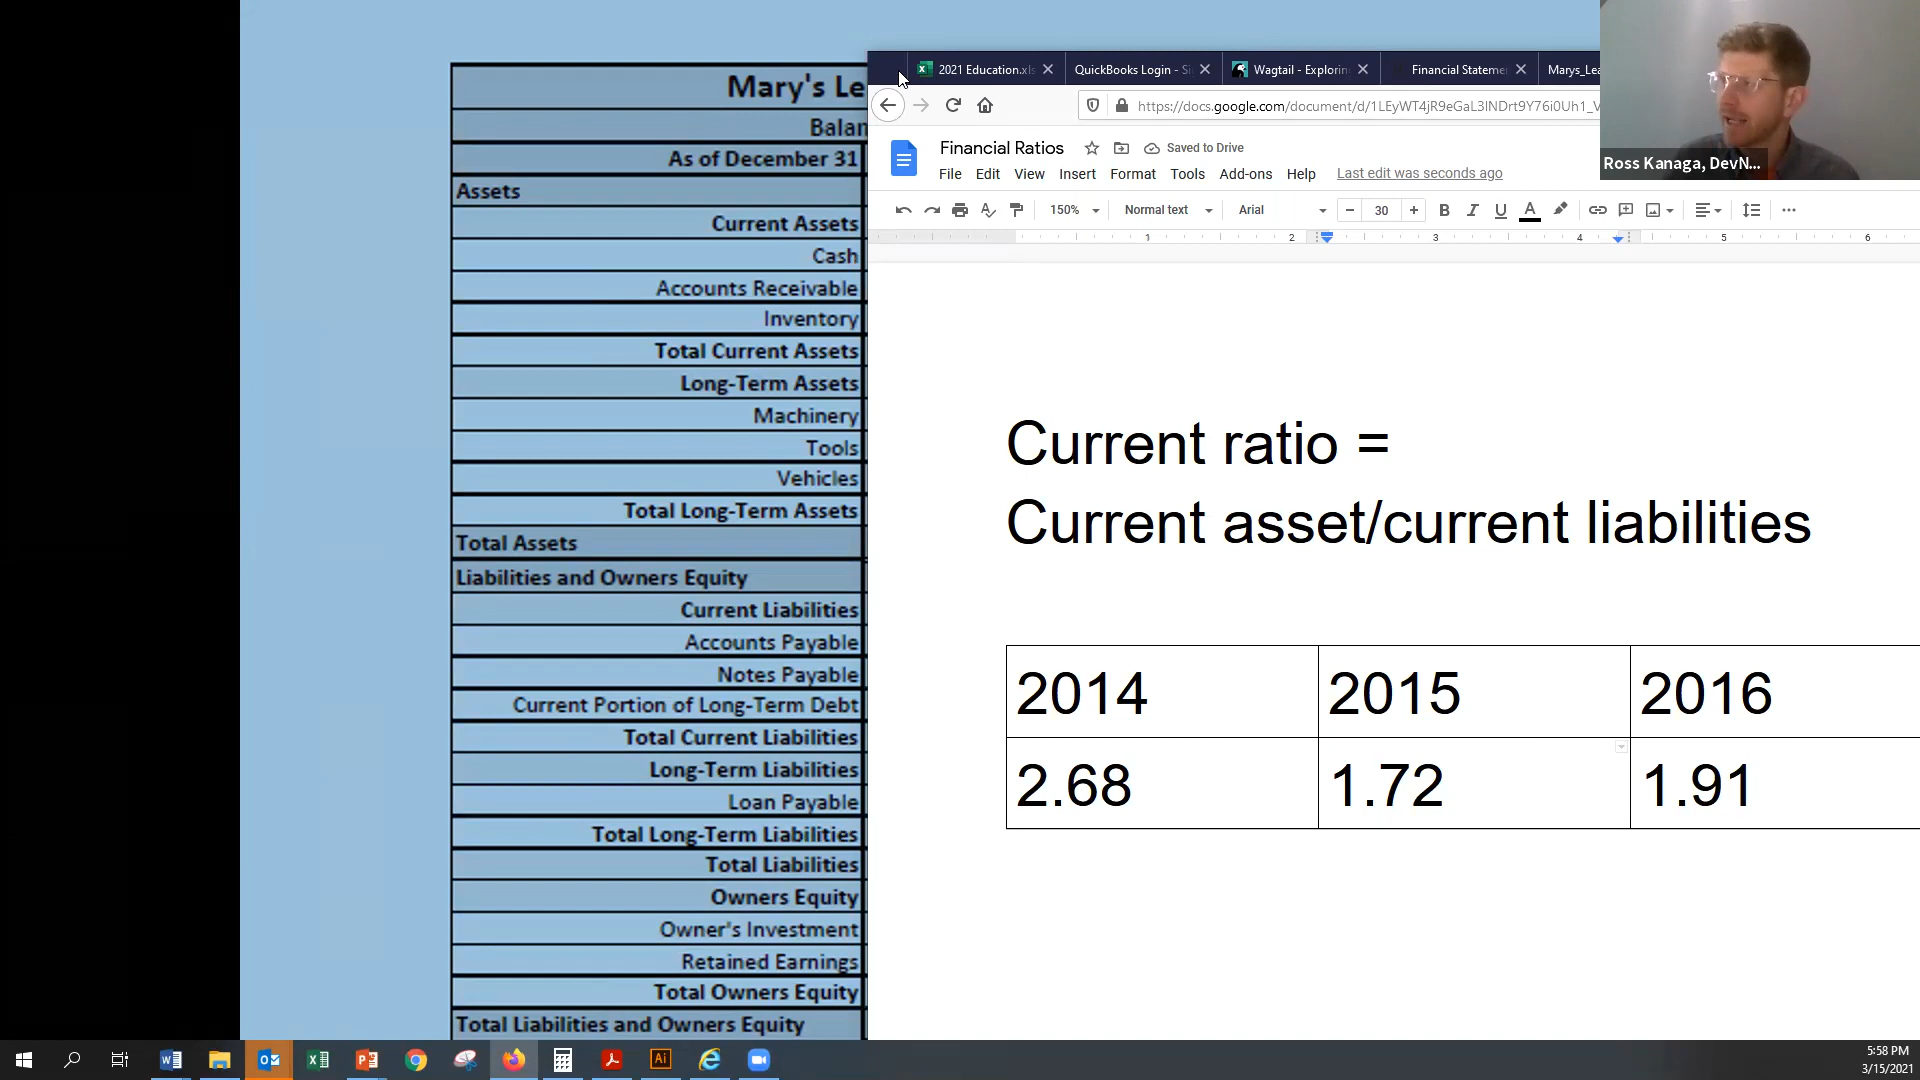 Mary's Le
Balan
As of December 31
Assets
Current Assets
Cash
Accounts Receivable
Inventory
Total Current Assets
Long-Term Assets
Machinery
Tools
Vehicles
Total Long-Term Assets
Total Assets
Liabilities and Owners Equity
Current Liabilities
Accounts Payable
Notes Payable
Current Portion of Long-Term Debt
Total Current Liabilities
Long-Term Liabilities
Loan Payable
Total Long-Term Liabilities
Total Liabilities
Owners Equity
Owner's Investment
Retained Earnings
Total Owners Equity
Total Liabilities and Owners Equity
2021 Education.xls QuickBooks Login - Si Wagtail - Explorin Financial Stateme Marys_Lea
https://docs.google.com/document/d/
Financial Ratios Saved to Drive
File Edit View Insert Format Tools Add-ons Help Last edit was seconds ago
150% Normal text Arial 30 B I U A
1 2 3 4 5 6
Current ratio =
Current asset/current liabilities
2014 2015 2016
2.68 1.72 1.91
Ross Kanaga, DevN...
5:58 PM
3/15/2021